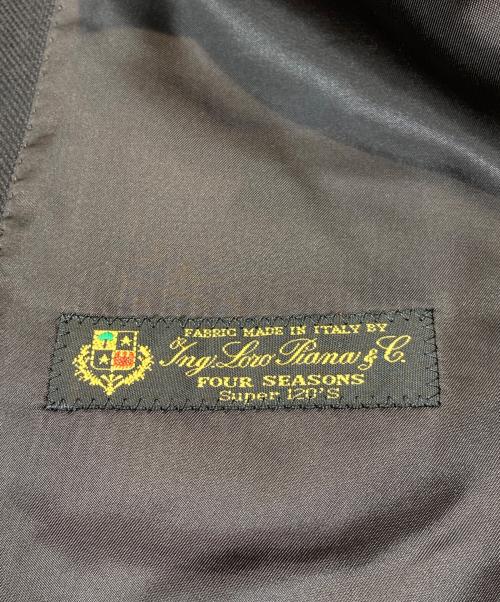 FABRIC MADE IN ITALY BY
Ing. Loro Piana & C.
FOUR SEASONS
Super 120'S